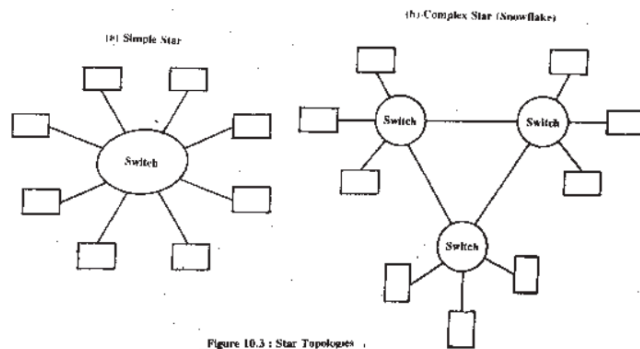 (a) Simple Star
(b) Complex Star (Snowflake)
Switch
Switch
Switch
Switch
Figure 10.3 : Star Topologies